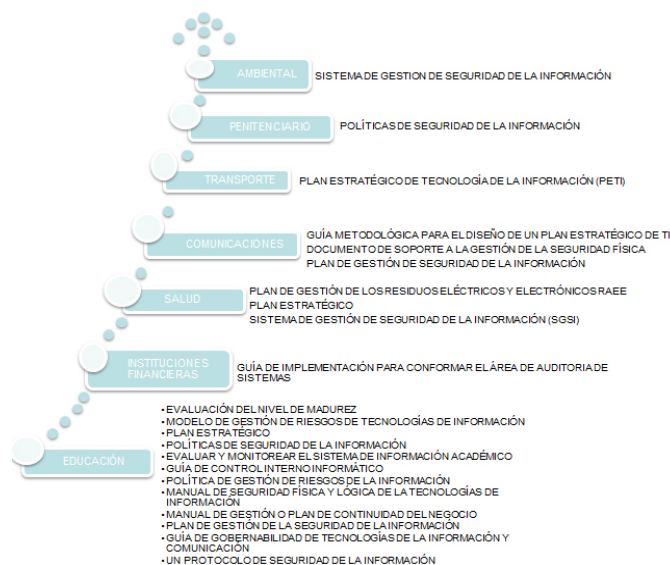 AMBIENTAL
SISTEMA DE GESTION DE SEGURIDAD DE LA INFORMACIÓN
PENITENCIARIO
POLÍTICAS DE SEGURIDAD DE LA INFORMACIÓN
TRANSPORTE
PLAN ESTRATÉGICO DE TECNOLOGÍA DE LA INFORMACIÓN (PETI)
COMUNICACIONES
GUÍA METODOLÓGICA PARA EL DISEÑO DE UN PLAN ESTRATÉGICO DE TI
DOCUMENTO DE SOPORTE A LA GESTIÓN DE LA SEGURIDAD FÍSICA
PLAN DE GESTIÓN DE SEGURIDAD DE LA INFORMACIÓN
SALUD
PLAN DE GESTIÓN DE LOS RESIDUOS ELÉCTRICOS Y ELECTRÓNICOS RAEE
PLAN ESTRATÉGICO
SISTEMA DE GESTIÓN DE SEGURIDAD DE LA INFORMACIÓN (SGSI)
INSTITUCIONES
FINANCIERAS
GUÍA DE IMPLEMENTACIÓN PARA CONFORMAR EL ÁREA DE AUDITORIA DE
SISTEMAS
EDUCACIÓN
• EVALUACIÓN DEL NIVEL DE MADUREZ
• MODELO DE GESTIÓN DE RIESGOS DE TECNOLOGÍAS DE INFORMACIÓN
• PLAN ESTRATÉGICO
• POLÍTICAS DE SEGURIDAD DE LA INFORMACIÓN
• EVALUAR Y MONITOREAR EL SISTEMA DE INFORMACIÓN ACADÉMICO
• GUÍA DE CONTROL INTERNO INFORMÁTICO
• POLÍTICA DE GESTIÓN DE RIESGOS DE LA INFORMACIÓN
• MANUAL DE SEGURIDAD FÍSICA Y LÓGICA DE LA TECNOLOGÍAS DE
INFORMACIÓN
• MANUAL DE GESTIÓN O PLAN DE CONTINUIDAD DEL NEGOCIO
• PLAN DE GESTIÓN DE LA SEGURIDAD DE LA INFORMACIÓN
• GUÍA DE GOBERNABILIDAD DE TECNOLOGÍAS DE LA INFORMACIÓN Y
COMUNICACIÓN
• UN PROTOCOLO DE SEGURIDAD DE LA INFORMACIÓN